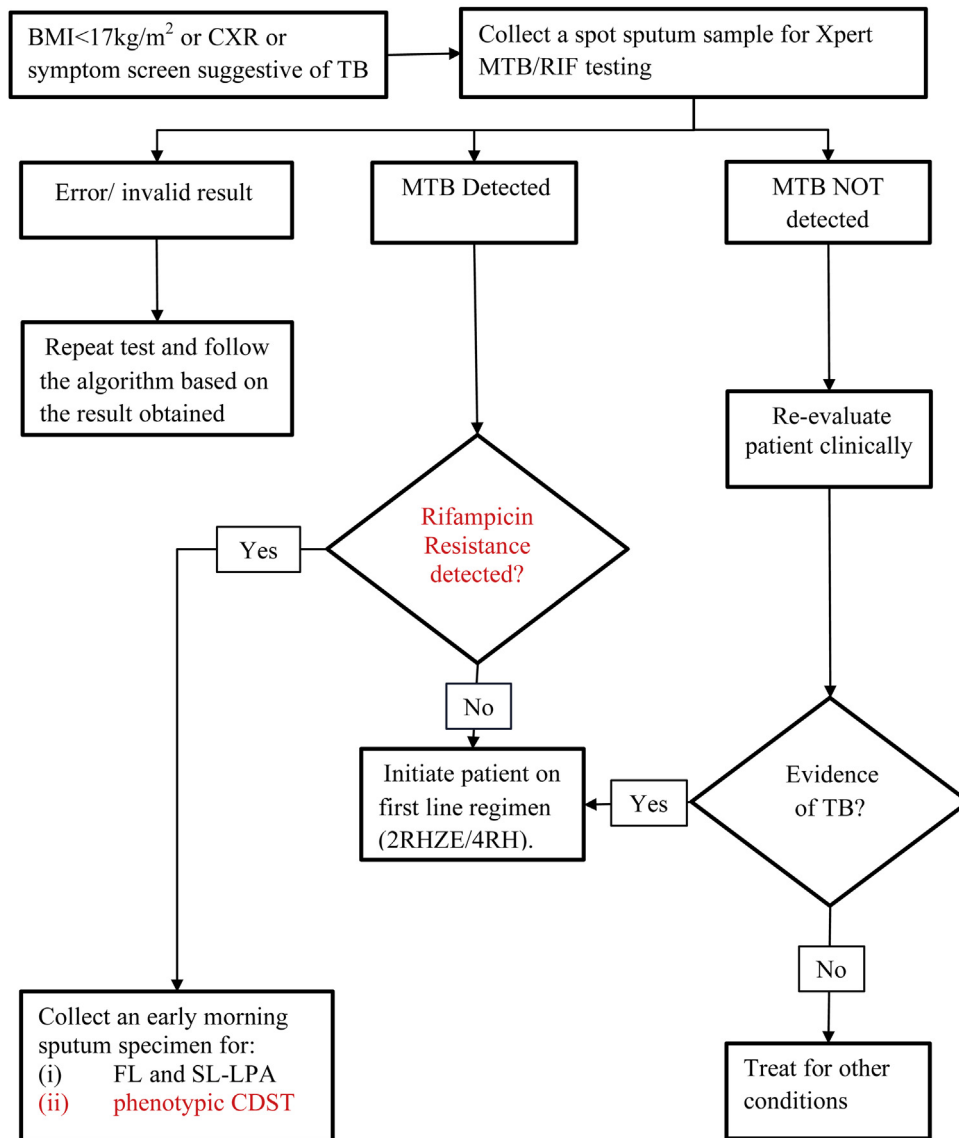 BMI<17kg/m² or CXR or
symptom screen suggestive of TB
Collect a spot sputum sample for Xpert
MTB/RIF testing
Error/ invalid result
MTB Detected
MTB NOT
detected
Repeat test and follow
the algorithm based on
the result obtained
Re-evaluate
patient clinically
Rifampicin
Resistance
detected?
Yes
No
Initiate patient on
first line regimen
(2RHZE/4RH).
Yes
Evidence
of TB?
No
Collect an early morning
sputum specimen for:
(i) FL and SL-LPA
(ii) phenotypic CDST
Treat for other
conditions